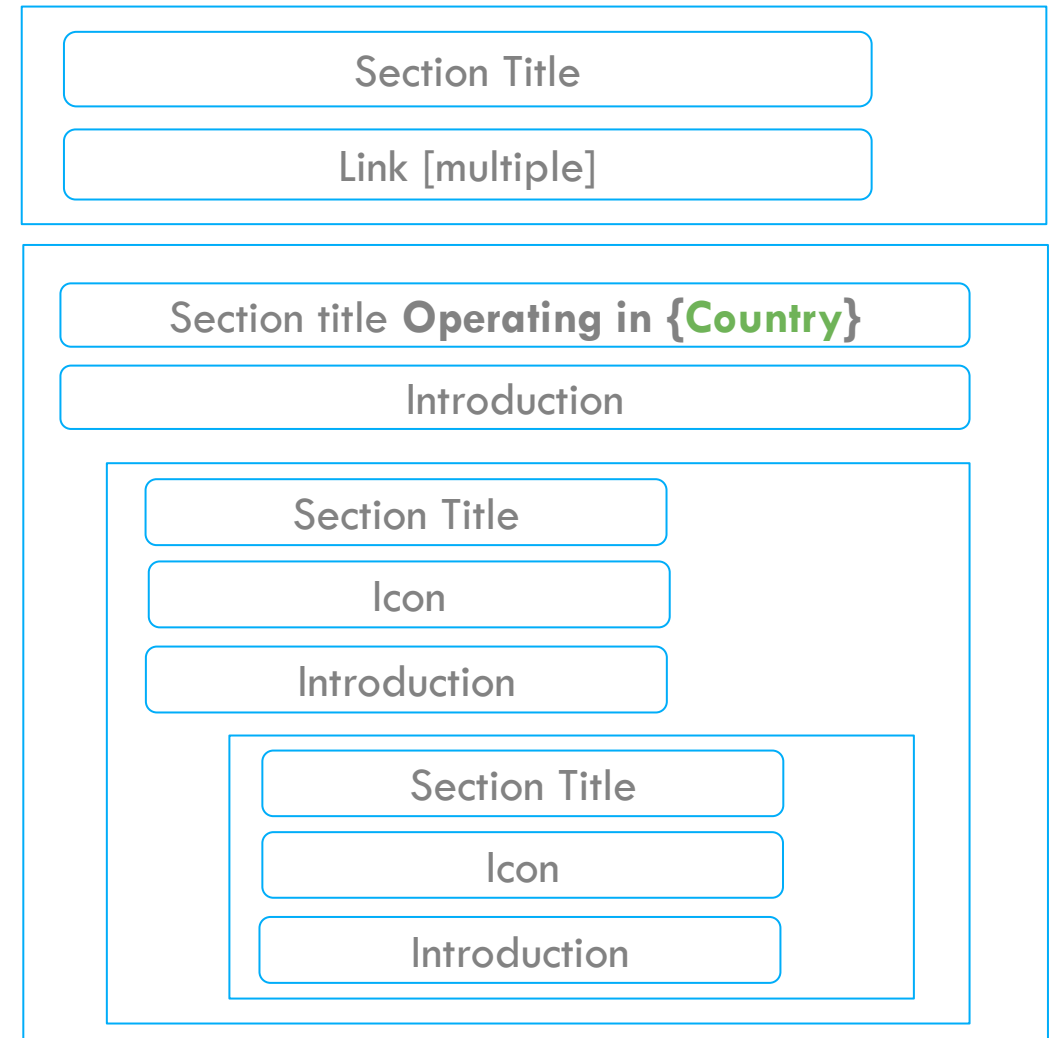 Section Title
Link [multiple]
Section title Operating in {Country}
Introduction
Section Title
Icon
Introduction
Section Title
Icon
Introduction